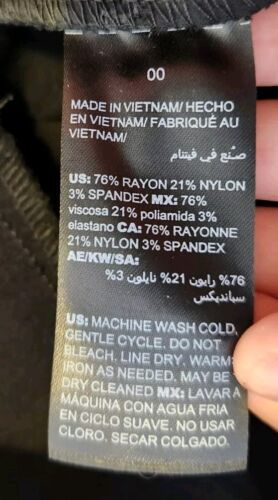 00
MADE IN VIETNAM/ HECHO
EN VIETNAM/ FABRIQUÉ AU
VIETNAM/
صُنع في فيتنام
US: 76% RAYON 21% NYLON
3% SPANDEX MX: 76%
viscosa 21% poliamida 3%
elastano CA: 76% RAYONNE
21% NYLON 3% SPANDEX
AE/KW/SA:
76% رايون 21% نايلون 3%
سباندیكس
US: MACHINE WASH COLD,
GENTLE CYCLE. DO NOT
BLEACH. LINE DRY. WARM
IRON AS NEEDED. MAY BE
DRY CLEANED MX: LAVAR A
MÁQUINA CON AGUA FRIA
EN CICLO SUAVE. NO USAR
CLORO. SECAR COLGADO.